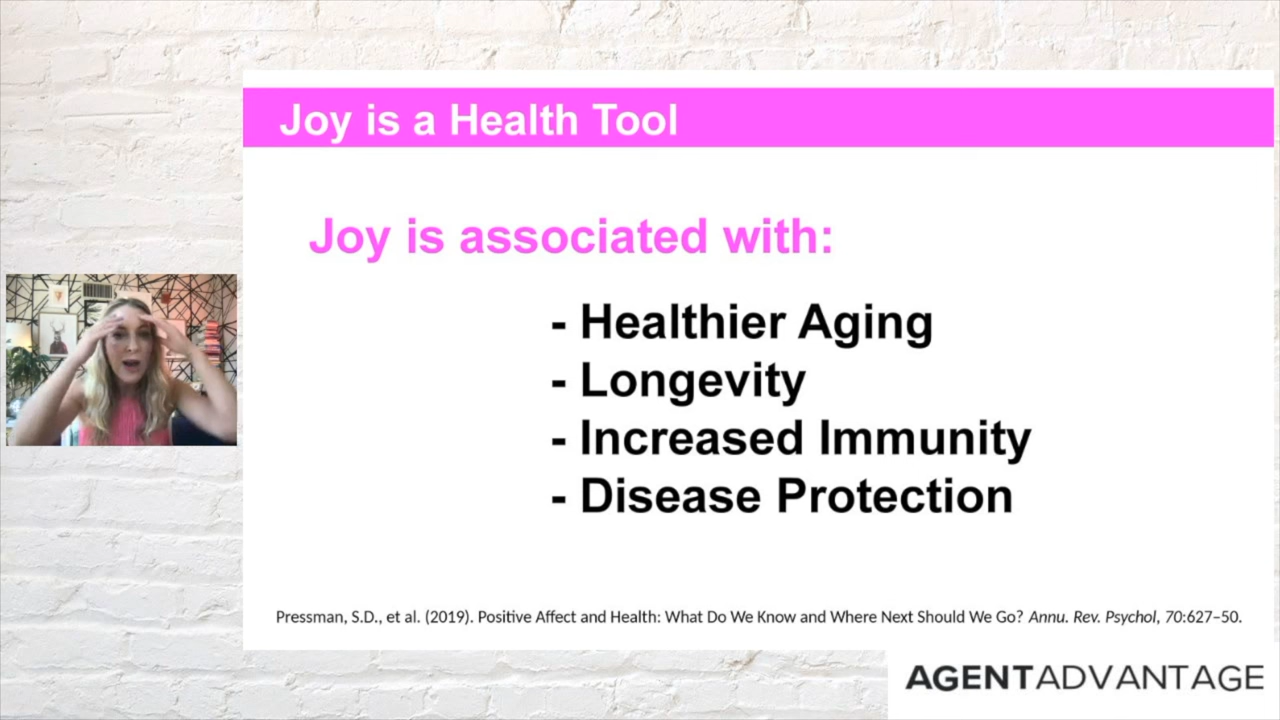 Joy is a Health Tool
Joy is associated with:
- Healthier Aging
- Longevity
- Increased Immunity
- Disease Protection
Pressman, S.D., et al. (2019). Positive Affect and Health: What Do We Know and Where Next Should We Go? Annu. Rev. Psychol, 70:627–50.
AGENTADVANTAGE